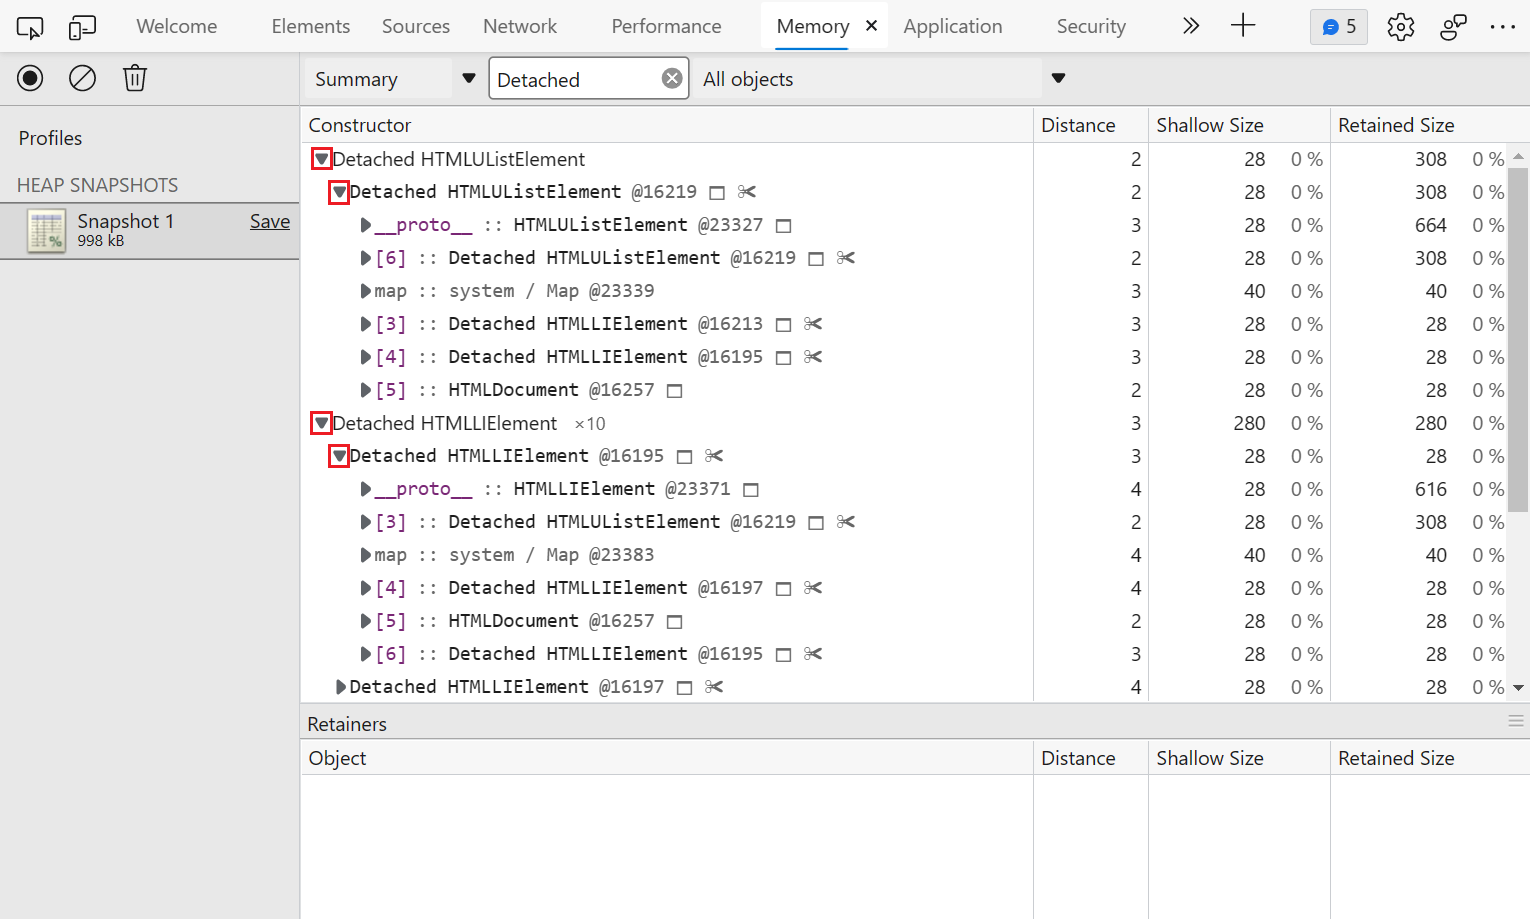 Welcome Elements Sources Network Performance Memory Application Security 5
Summary Detached All objects
Profiles
HEAP SNAPSHOTS
Snapshot 1 Save
998 kB
Constructor Distance Shallow Size Retained Size
Detached HTMLUListElement 2 28 0 % 308 0 %
Detached HTMLUListElement @16219 2 28 0 % 308 0 %
__proto__ :: HTMLUListElement @23327 3 28 0 % 664 0 %
[6] :: Detached HTMLUListElement @16219 2 28 0 % 308 0 %
map :: system / Map @23339 3 40 0 % 40 0 %
[3] :: Detached HTMLLIElement @16213 3 28 0 % 28 0 %
[4] :: Detached HTMLLIElement @16195 3 28 0 % 28 0 %
[5] :: HTMLDocument @16257 2 28 0 % 28 0 %
Detached HTMLLIElement ×10 3 280 0 % 280 0 %
Detached HTMLLIElement @16195 3 28 0 % 28 0 %
__proto__ :: HTMLLIElement @23371 4 28 0 % 616 0 %
[3] :: Detached HTMLUListElement @16219 2 28 0 % 308 0 %
map :: system / Map @23383 4 40 0 % 40 0 %
[4] :: Detached HTMLLIElement @16197 4 28 0 % 28 0 %
[5] :: HTMLDocument @16257 2 28 0 % 28 0 %
[6] :: Detached HTMLLIElement @16195 3 28 0 % 28 0 %
Detached HTMLLIElement @16197 4 28 0 % 28 0 %
Retainers
Object Distance Shallow Size Retained Size